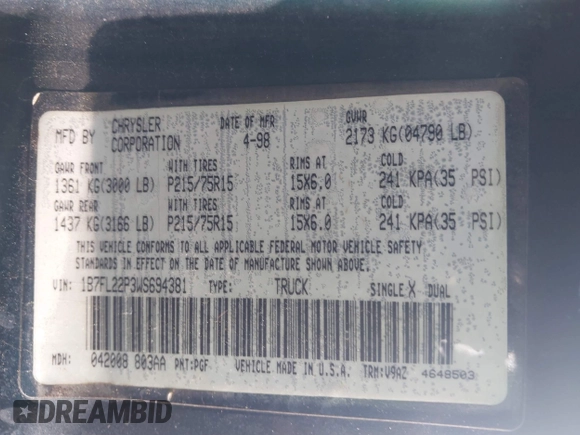 MFD BY CHRYSLER CORPORATION DATE OF MFR 4-98 GVWR 2173 KG(04790 LB)
GAWR FRONT WITH TIRES RIMS AT COLD
1361 KG(3000 LB) P215/75R15 15X6.0 241 KPA(35 PSI)
GAWR REAR WITH TIRES RIMS AT COLD
1437 KG(3166 LB) P215/75R15 15X6.0 241 KPA(35 PSI)
THIS VEHICLE CONFORMS TO ALL APPLICABLE FEDERAL MOTOR VEHICLE SAFETY
STANDARDS IN EFFECT ON THE DATE OF MANUFACTURE SHOWN ABOVE.
VIN: 1B7FL22P3WS694381 TYPE: TRUCK SINGLE X DUAL
MDH: 042008 803AA PNT:PGF VEHICLE MADE IN U.S.A. TRM:V9AZ 4648503
DREAMBID